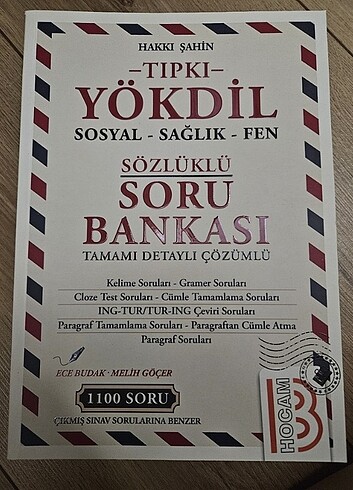 HAKKI ŞAHİN
–TIPKI–
YÖKDİL
SOSYAL - SAĞLIK - FEN
SÖZLÜKLÜ
SORU
BANKASI
TAMAMI DETAYLI ÇÖZÜMLÜ
Kelime Soruları - Gramer Soruları
Cloze Test Soruları - Cümle Tamamlama Soruları
ING-TUR/TUR-ING Çeviri Soruları
Paragraf Tamamlama Soruları - Paragraftan Cümle Atma
Paragraf Soruları
ECE BUDAK - MELİH GÖÇER
1100 SORU
ÇIKMIŞ SINAV SORULARINA BENZER
BENİM HOCAM